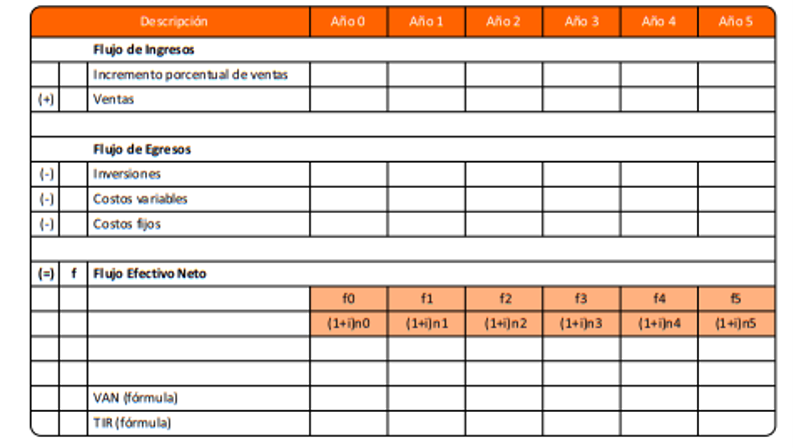 Descripción Año 0 Año 1 Año 2 Año 3 Año 4 Año 5
Flujo de Ingresos
Incremento porcentual de ventas
(+) Ventas
Flujo de Egresos
(-) Inversiones
(-) Costos variables
(-) Costos fijos
(=) f Flujo Efectivo Neto
f0 f1 f2 f3 f4 f5
(1+i)n0 (1+i)n1 (1+i)n2 (1+i)n3 (1+i)n4 (1+i)n5
VAN (fórmula)
TIR (fórmula)